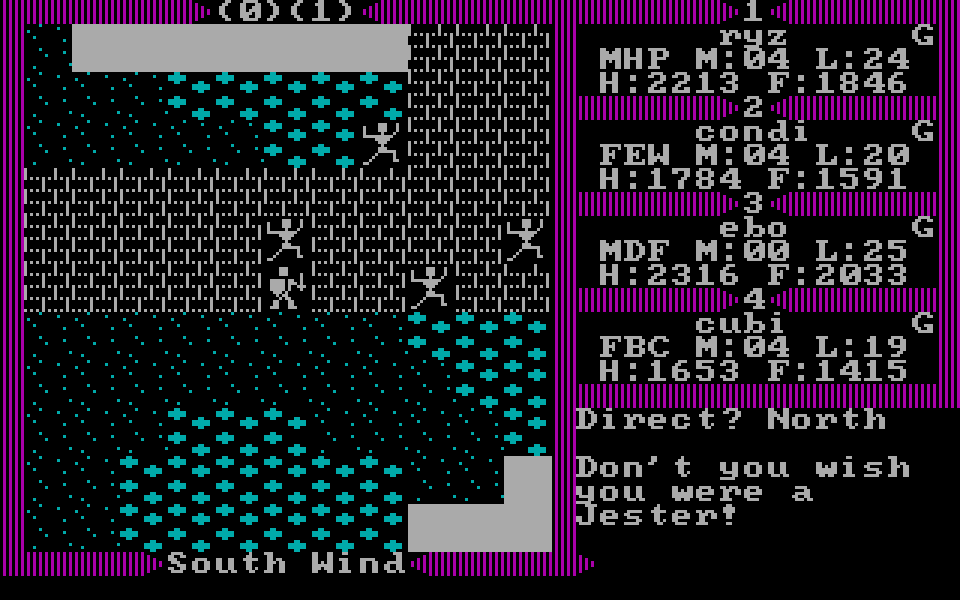 (0)(1)
1
ryz G
MHP M:04 L:24
H:2213 F:1846
2
condi G
FEW M:04 L:20
H:1784 F:1591
3
ebo G
MDF M:00 L:25
H:2316 F:2033
4
cubi G
FBC M:04 L:19
H:1653 F:1415
Direct? North
Don't you wish
you were a
Jester!
South Wind